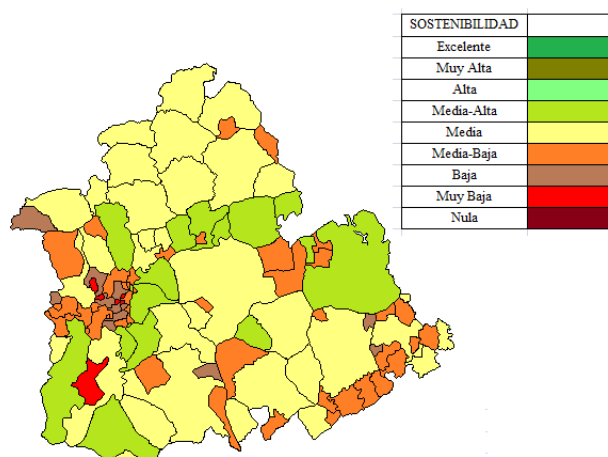 SOSTENIBILIDAD
Excelente
Muy Alta
Alta
Media-Alta
Media
Media-Baja
Baja
Muy Baja
Nula